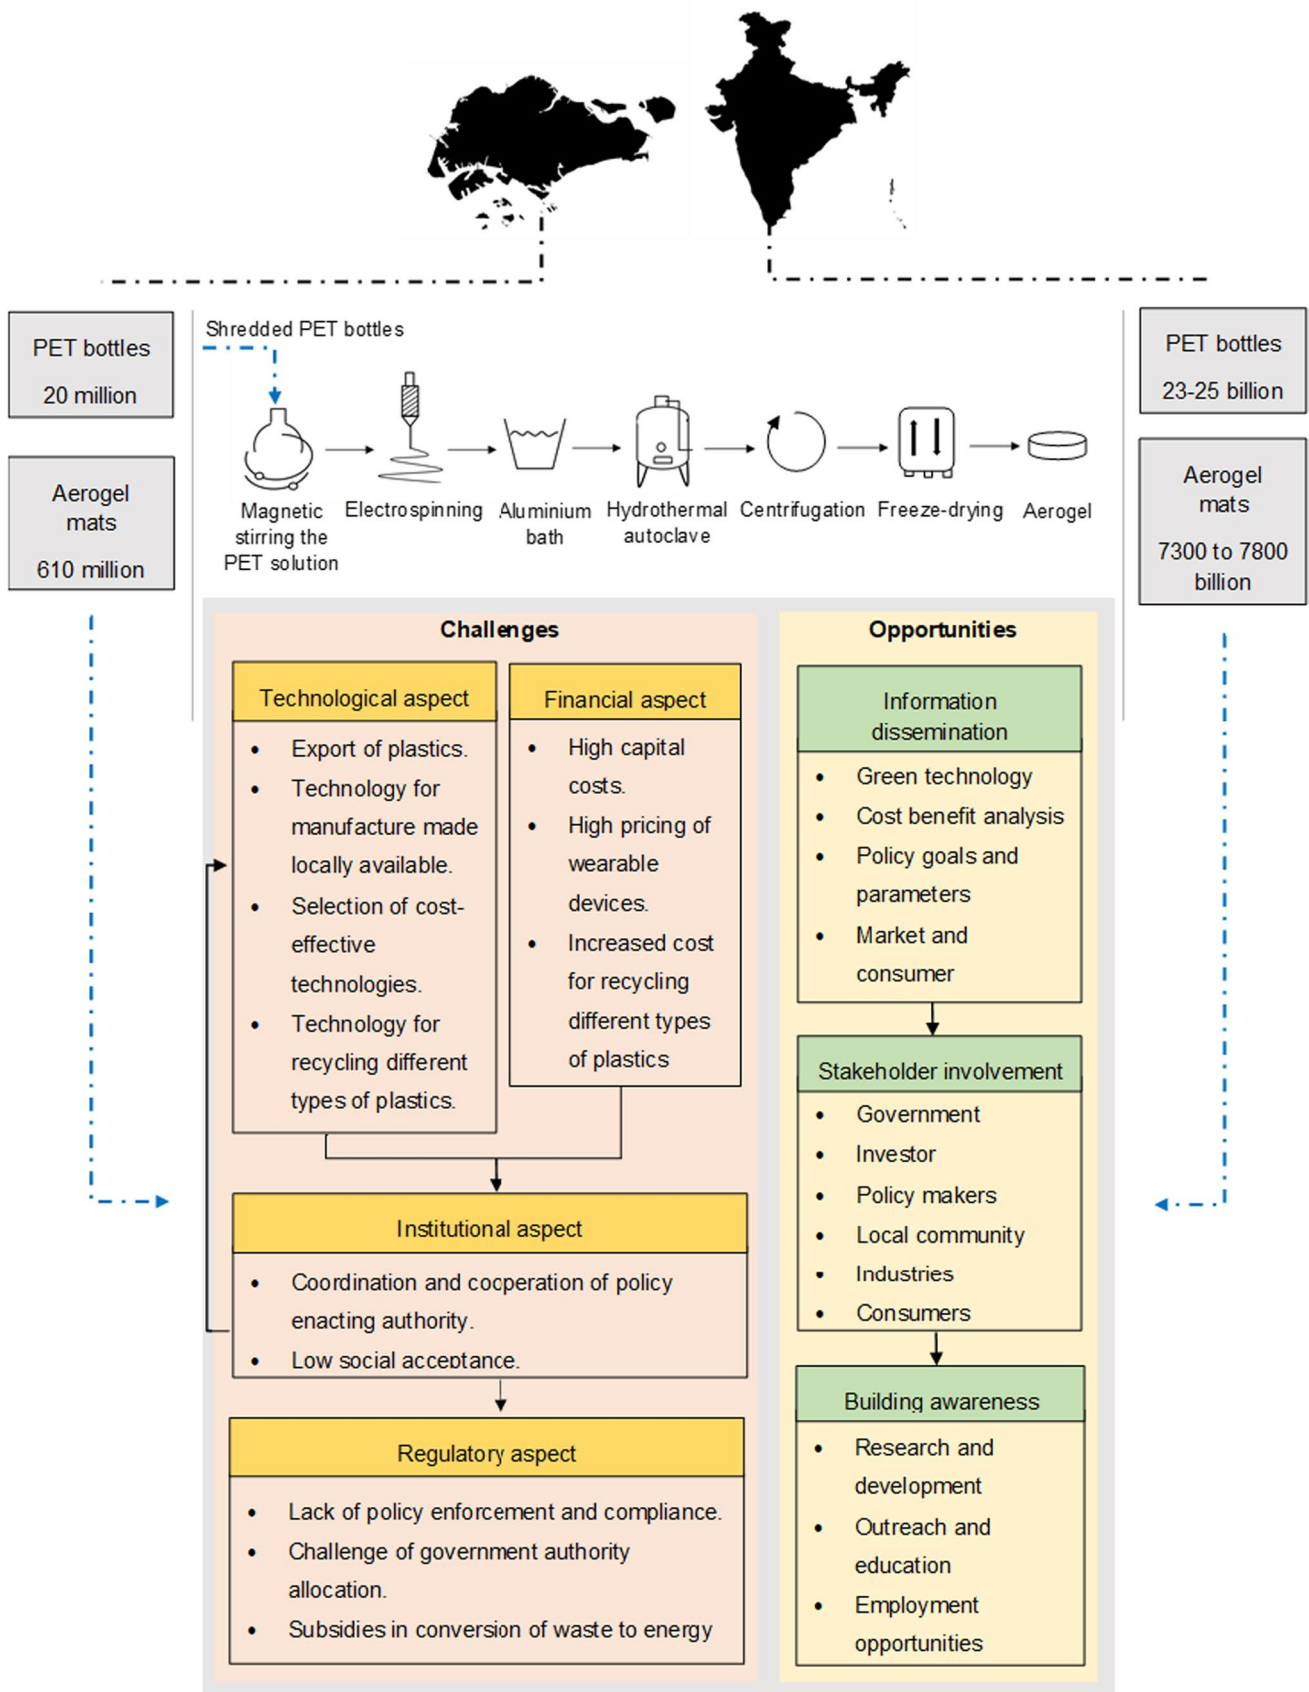 PET bottles
20 million
Aerogel
mats
610 million
Shredded PET bottles
Magnetic
stirring the
PET solution
Electrospinning
Aluminium
bath
Hydrothermal
autoclave
Centrifugation
Freeze-drying
Aerogel
PET bottles
23-25 billion
Aerogel
mats
7300 to 7800
billion
Challenges
Technological aspect
• Export of plastics.
• Technology for
manufacture made
locally available.
• Selection of cost-
effective
technologies.
• Technology for
recycling different
types of plastics.
Financial aspect
• High capital
costs.
• High pricing of
wearable
devices.
• Increased cost
for recycling
different types
of plastics
Institutional aspect
• Coordination and cooperation of policy
enacting authority.
• Low social acceptance.
Regulatory aspect
• Lack of policy enforcement and compliance.
• Challenge of government authority
allocation.
• Subsidies in conversion of waste to energy
Opportunities
Information
dissemination
• Green technology
• Cost benefit analysis
• Policy goals and
parameters
• Market and
consumer
Stakeholder involvement
• Government
• Investor
• Policy makers
• Local community
• Industries
• Consumers
Building awareness
• Research and
development
• Outreach and
education
• Employment
opportunities